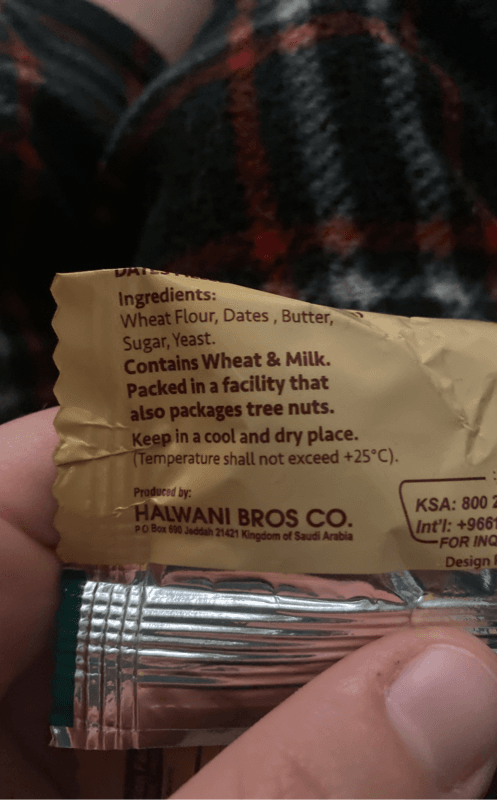 Ingredients:
Wheat Flour, Dates , Butter,
Sugar, Yeast.
Contains Wheat & Milk.
Packed in a facility that
also packages tree nuts.
Keep in a cool and dry place.
(Temperature shall not exceed +25°C).
Produced by:
HALWANI BROS CO.
P O Box 690 Jeddah 21421 Kingdom of Saudi Arabia
KSA: 800 2
Int'l: +9661
FOR INQ
Design